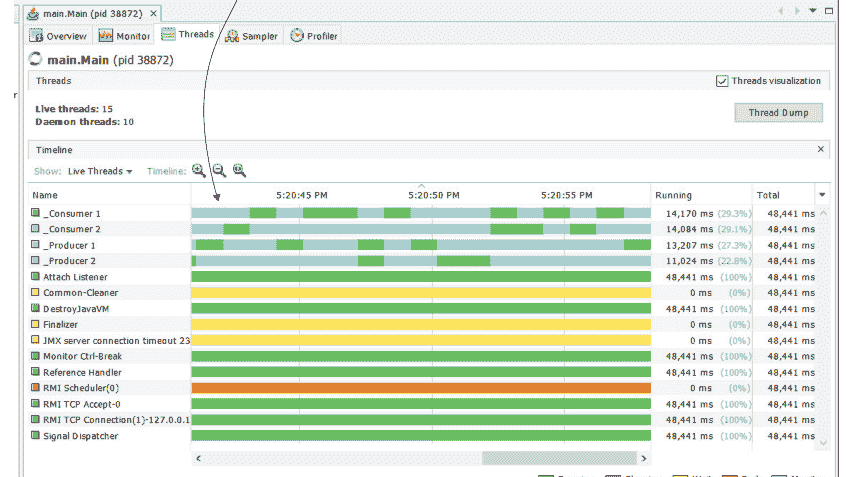 main.Main (pid 38872)
Overview Monitor Threads Sampler Profiler
main.Main (pid 38872)
Threads Threads visualization
Live threads: 15
Daemon threads: 10
Thread Dump
Timeline
Show: Live Threads Timeline:
Name 5:20:45 PM 5:20:50 PM 5:20:55 PM Running Total
_Consumer 1 14,170 ms (29.3%) 48,441 ms
_Consumer 2 14,084 ms (29.1%) 48,441 ms
_Producer 1 13,207 ms (27.3%) 48,441 ms
_Producer 2 11,024 ms (22.8%) 48,441 ms
Attach Listener 48,441 ms (100%) 48,441 ms
Common-Cleaner 0 ms (0%) 48,441 ms
DestroyJavaVM 48,441 ms (100%) 48,441 ms
Finalizer 0 ms (0%) 48,441 ms
JMX server connection timeout 23 0 ms (0%) 48,441 ms
Monitor Ctrl-Break 48,441 ms (100%) 48,441 ms
Reference Handler 48,441 ms (100%) 48,441 ms
RMI Scheduler(0) 0 ms (0%) 48,441 ms
RMI TCP Accept-0 48,441 ms (100%) 48,441 ms
RMI TCP Connection(1)-127.0.0.1 48,441 ms (100%) 48,441 ms
Signal Dispatcher 48,441 ms (100%) 48,441 ms